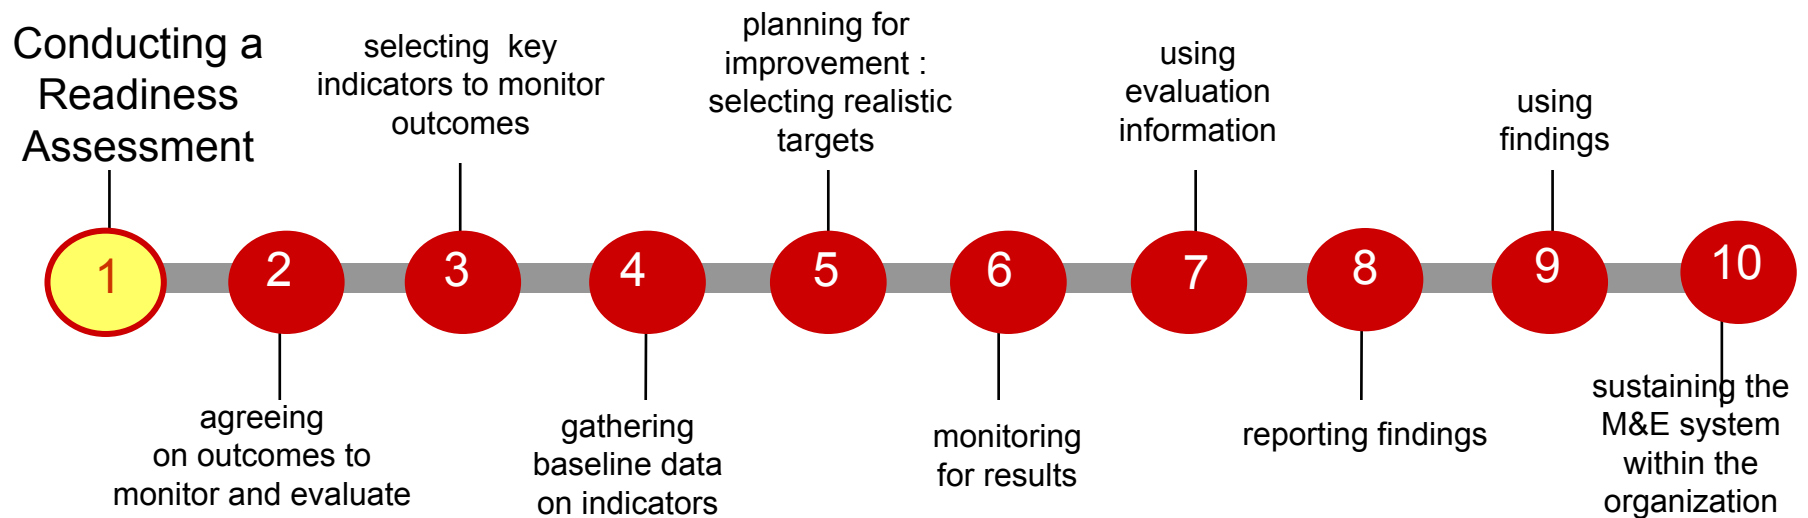 Conducting a
Readiness
Assessment
selecting key
indicators to monitor
outcomes
planning for
improvement :
selecting realistic
targets
using
evaluation
information
using
findings
1
2
3
4
5
6
7
8
9
10
agreeing
on outcomes to
monitor and evaluate
gathering
baseline data
on indicators
monitoring
for results
reporting findings
sustaining the
M&E system
within the
organization